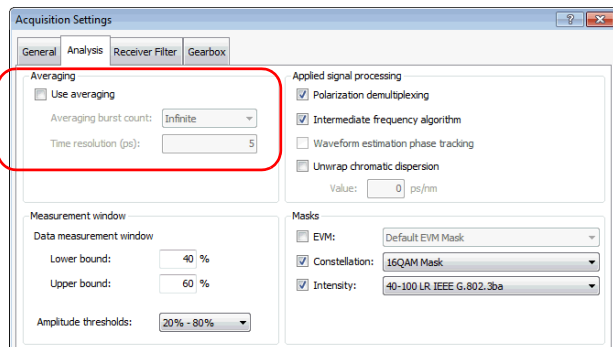 Acquisition Settings
General Analysis Receiver Filter Gearbox
Averaging
Use averaging
Averaging burst count: Infinite
Time resolution (ps): 5
Applied signal processing
Polarization demultiplexing
Intermediate frequency algorithm
Waveform estimation phase tracking
Unwrap chromatic dispersion
Value: 0 ps/nm
Measurement window
Data measurement window
Lower bound: 40 %
Upper bound: 60 %
Amplitude thresholds: 20% - 80%
Masks
EVM: Default EVM Mask
Constellation: 16QAM Mask
Intensity: 40-100 LR IEEE G.802.3ba